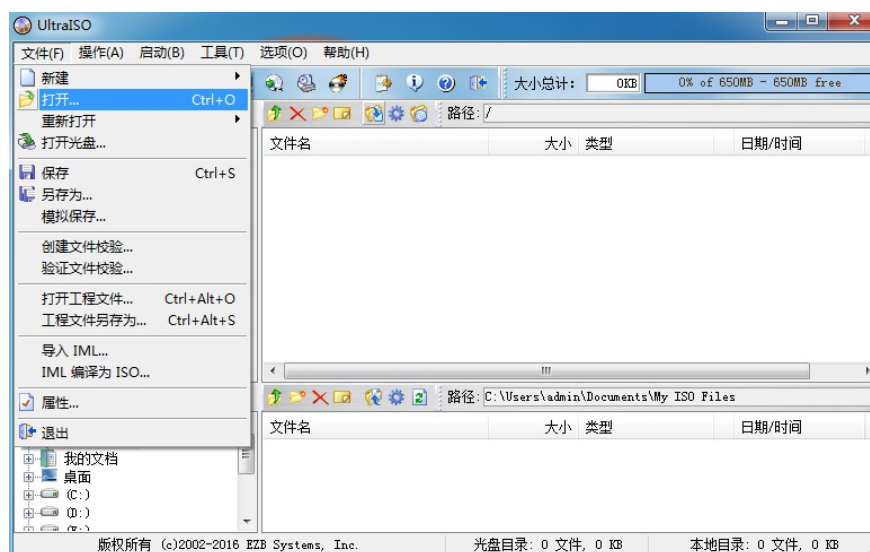 UltraISO
文件(F) 操作(A) 启动(B) 工具(T) 选项(O) 帮助(H)
新建
大小总计: 0KB 0% of 650MB - 650MB free
打开... Ctrl+O
路径: /
重新打开
打开光盘...
文件名 大小 类型 日期/时间
保存 Ctrl+S
另存为...
模拟保存...
创建文件校验...
验证文件校验...
打开工程文件... Ctrl+Alt+O
工程文件另存为... Ctrl+Alt+S
导入 IML...
IML 编译为 ISO...
属性...
路径: C:\Users\admin\Documents\My ISO Files
退出
文件名 大小 类型 日期/时间
我的文档
桌面
(C:)
(D:)
版权所有 (c)2002-2016 EZB Systems, Inc. 光盘目录: 0 文件, 0 KB 本地目录: 0 文件, 0 KB